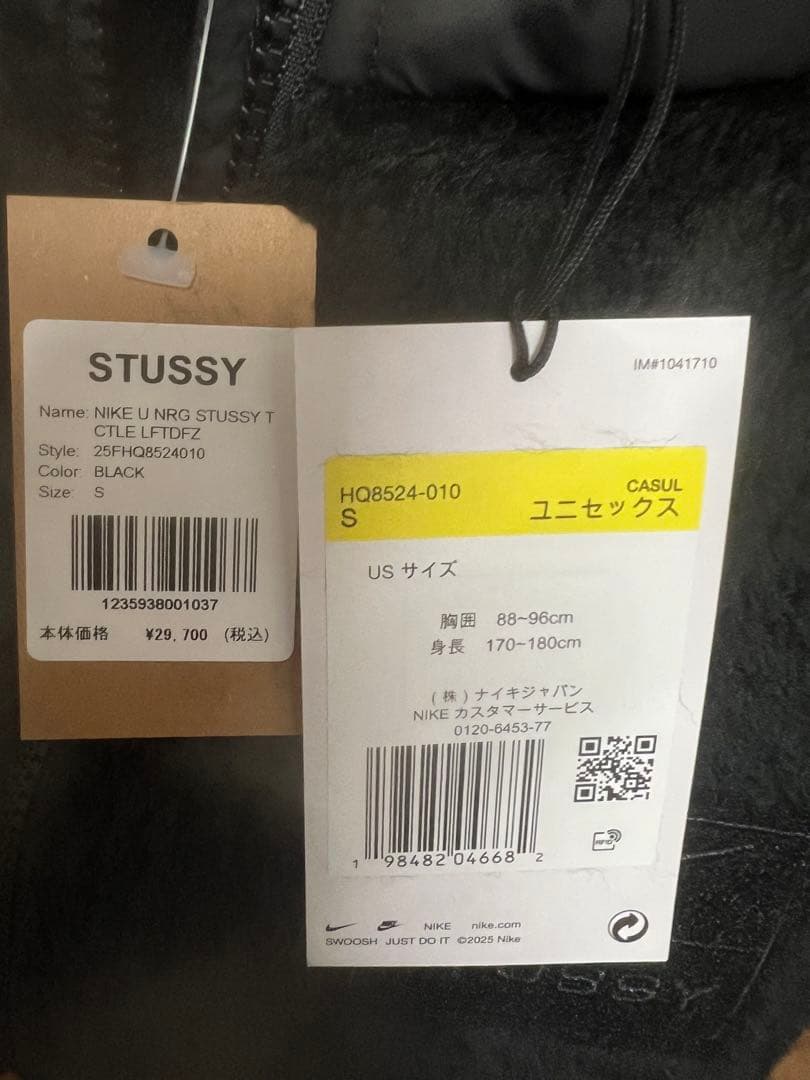 STUSSY
Name: NIKE U NRG STUSSY T
CTLE LFTDFZ
Style: 25FHQ8524010
Color: BLACK
Size: S
1235938001037
本体価格 ¥29,700 (税込)
IM#1041710
HQ8524-010
S
CASUL
ユニセックス
US サイズ
胸囲 88~96cm
身長 170~180cm
(株)ナイキジャパン
NIKE カスタマーサービス
0120-6453-77
1 98482 04668 2
RFID
NIKE nike.com
SWOOSH JUST DO IT ©2025 Nike